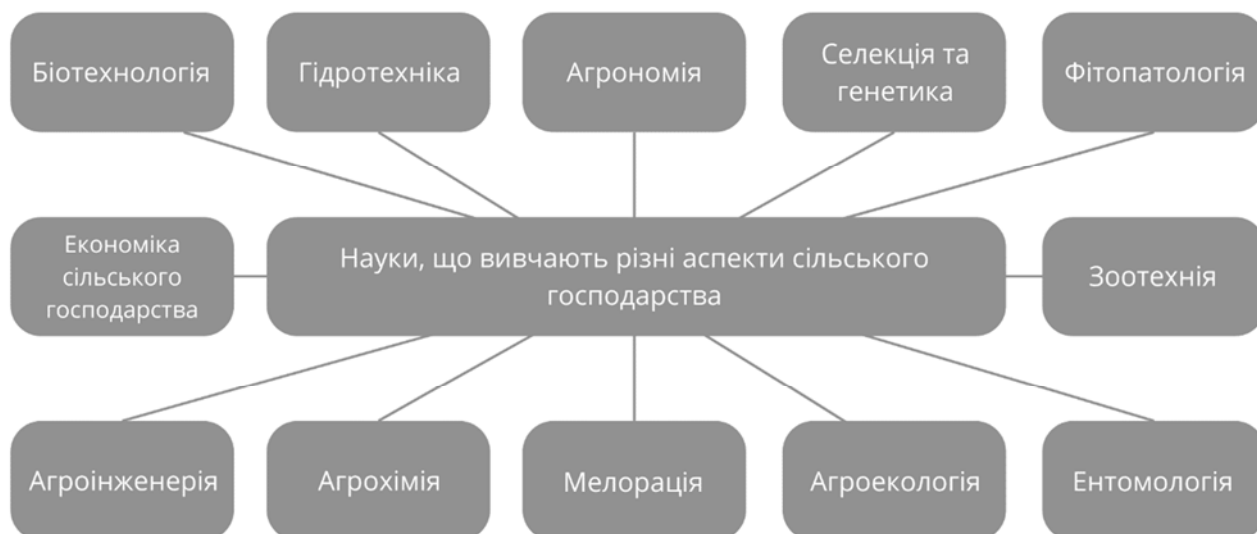 Біотехнологія
Гідротехніка
Агрономія
Селекція та
генетика
Фітопатологія
Економіка
сільського
господарства
Науки, що вивчають різні аспекти сільського
господарства
Зоотехнія
Агроінженерія
Агрохімія
Мелорація
Агроекологія
Ентомологія